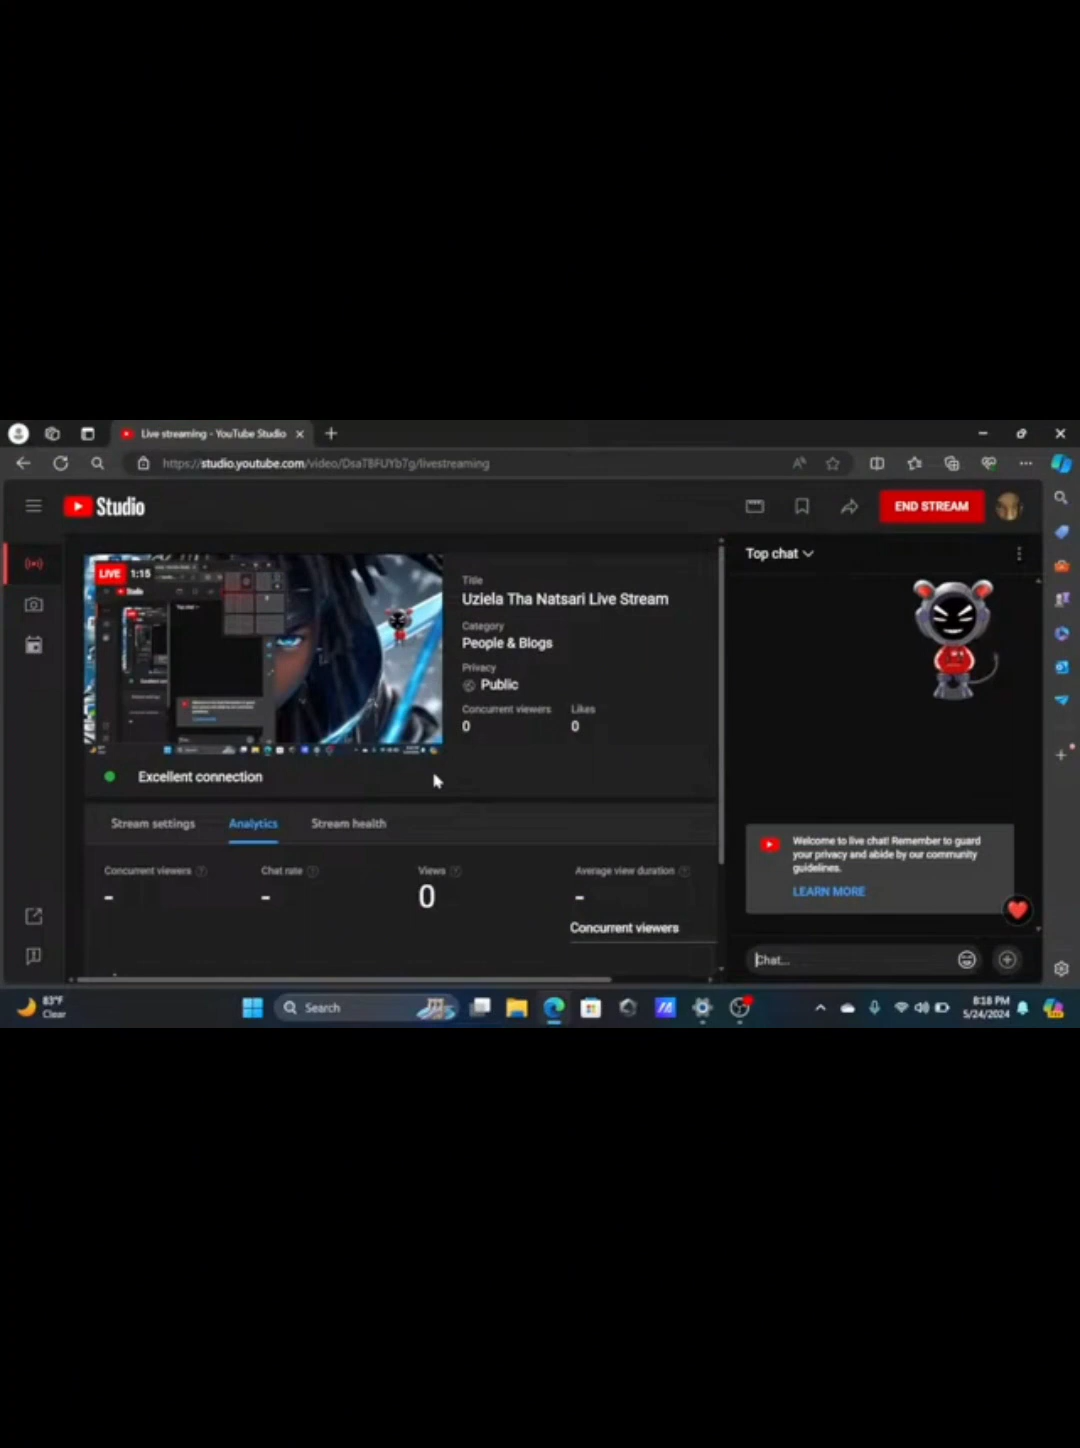 Live streaming - YouTube Studio
https://studio.youtube.com/video/DsaT8FUYb7g/livestreaming
Studio
END STREAM
LIVE 1:15
Title
Uziela Tha Natsari Live Stream
Category
People & Blogs
Privacy
Public
Concurrent viewers Likes
0 0
Excellent connection
Stream settings Analytics Stream health
Concurrent viewers Chat rate Views Average view duration
- - 0 -
Concurrent viewers
Top chat
Welcome to live chat! Remember to guard
your privacy and abide by our community
guidelines.
LEARN MORE
Chat...
83°F
Clear
Search
8:18 PM
5/24/2024